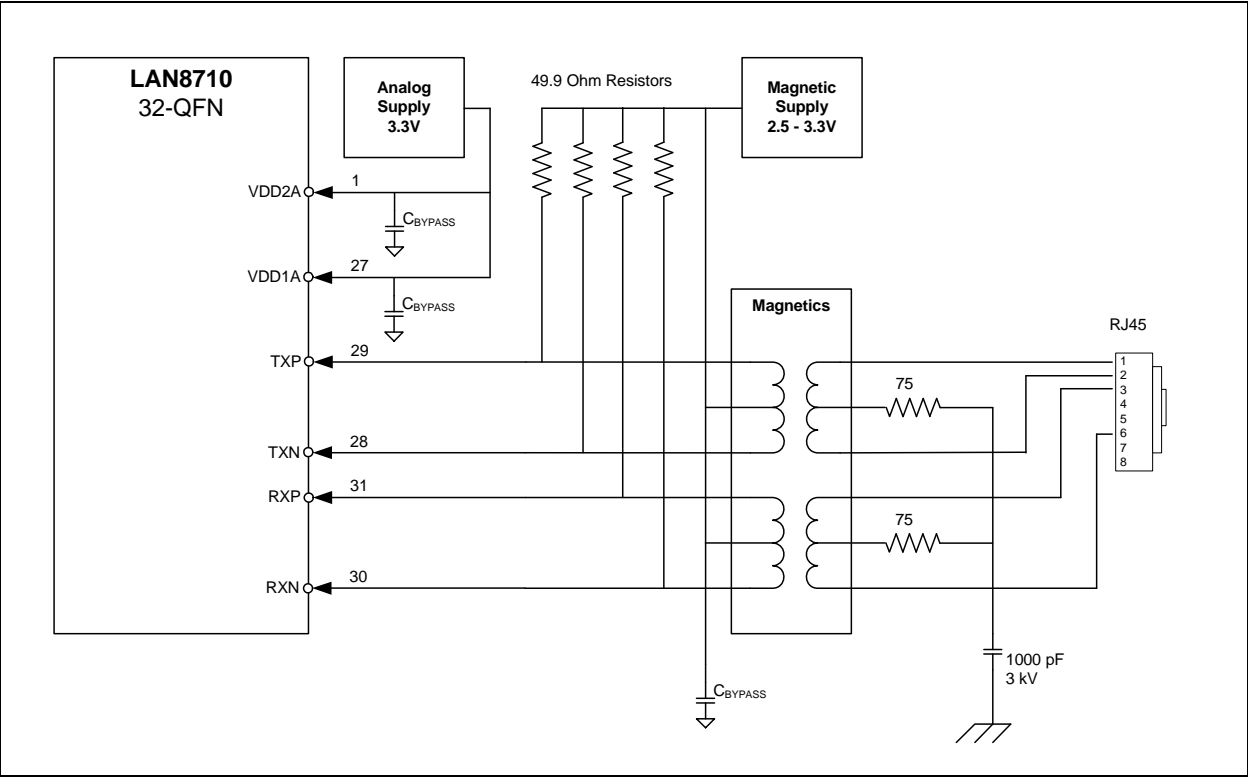 LAN8710
32-QFN
Analog
Supply
3.3V
49.9 Ohm Resistors
Magnetic
Supply
2.5 - 3.3V
VDD2A
1
CBYPASS
VDD1A
27
CBYPASS
Magnetics
RJ45
TXP
29
75
1
2
3
4
5
6
7
8
TXN
28
RXP
31
75
RXN
30
1000 pF
3 kV
CBYPASS